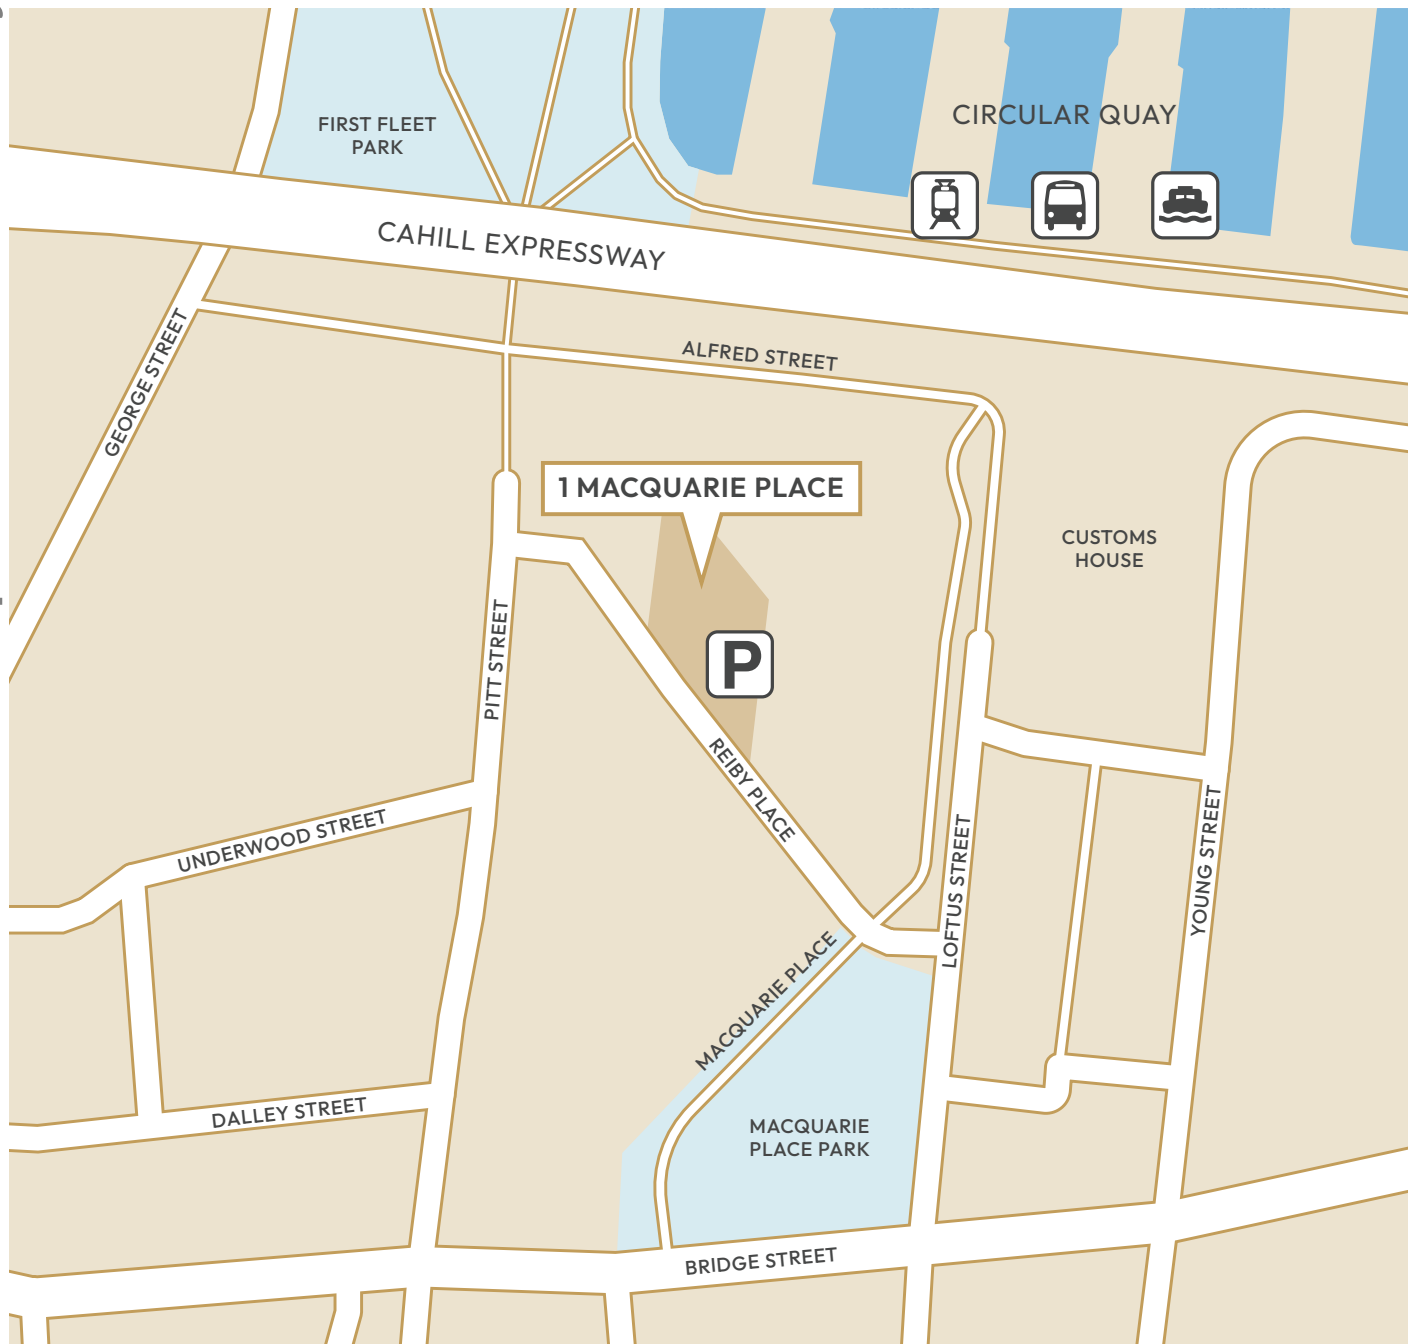 FIRST FLEET
PARK
CIRCULAR QUAY
CAHILL EXPRESSWAY
GEORGE STREET
ALFRED STREET
1 MACQUARIE PLACE
CUSTOMS
HOUSE
PITT STREET
P
REIBY PLACE
UNDERWOOD STREET
LOFTUS STREET
YOUNG STREET
MACQUARIE PLACE
DALLEY STREET
MACQUARIE
PLACE PARK
BRIDGE STREET